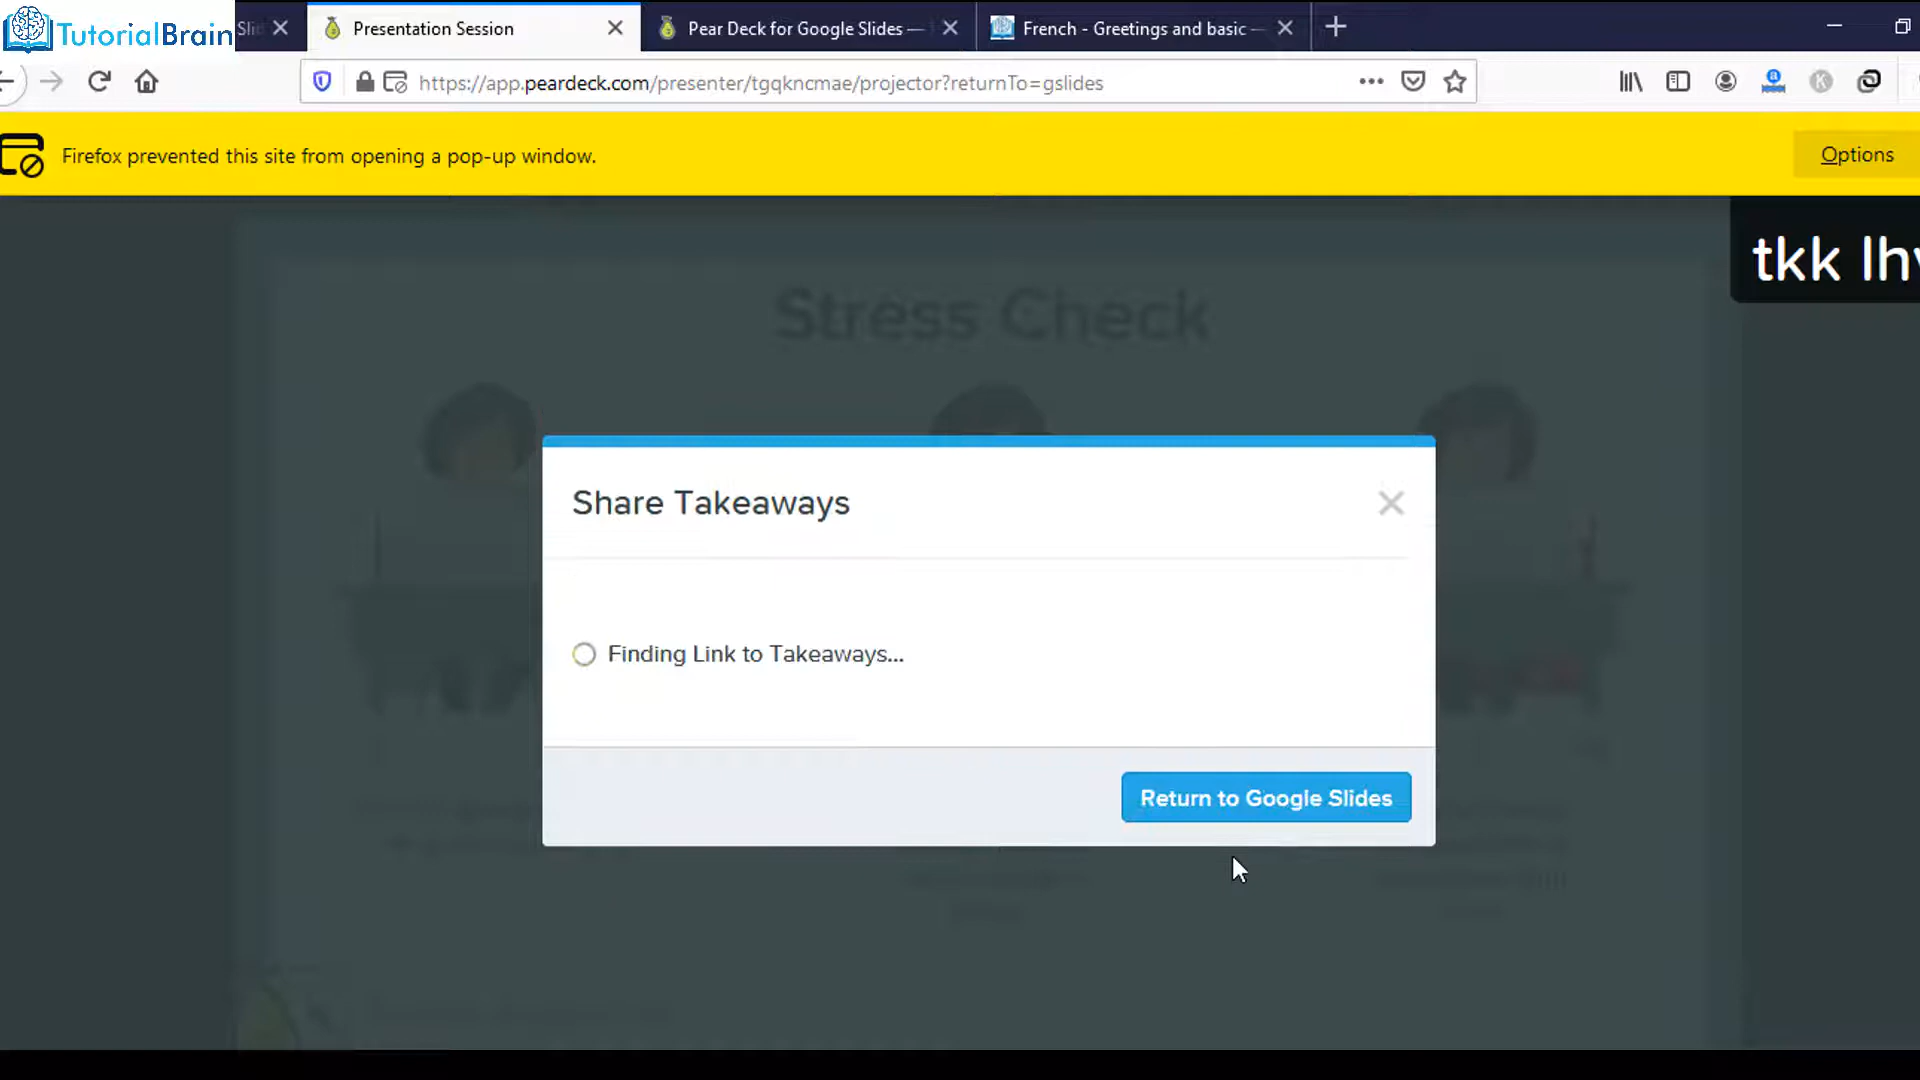 TutorialBrain
Presentation Session
Pear Deck for Google Slides —
French - Greetings and basic —
https://app.peardeck.com/presenter/tgqkncmae/projector?returnTo=gslides
Firefox prevented this site from opening a pop-up window.
Options
tkk
Stress Check
Share Takeaways
Finding Link to Takeaways...
Return to Google Slides